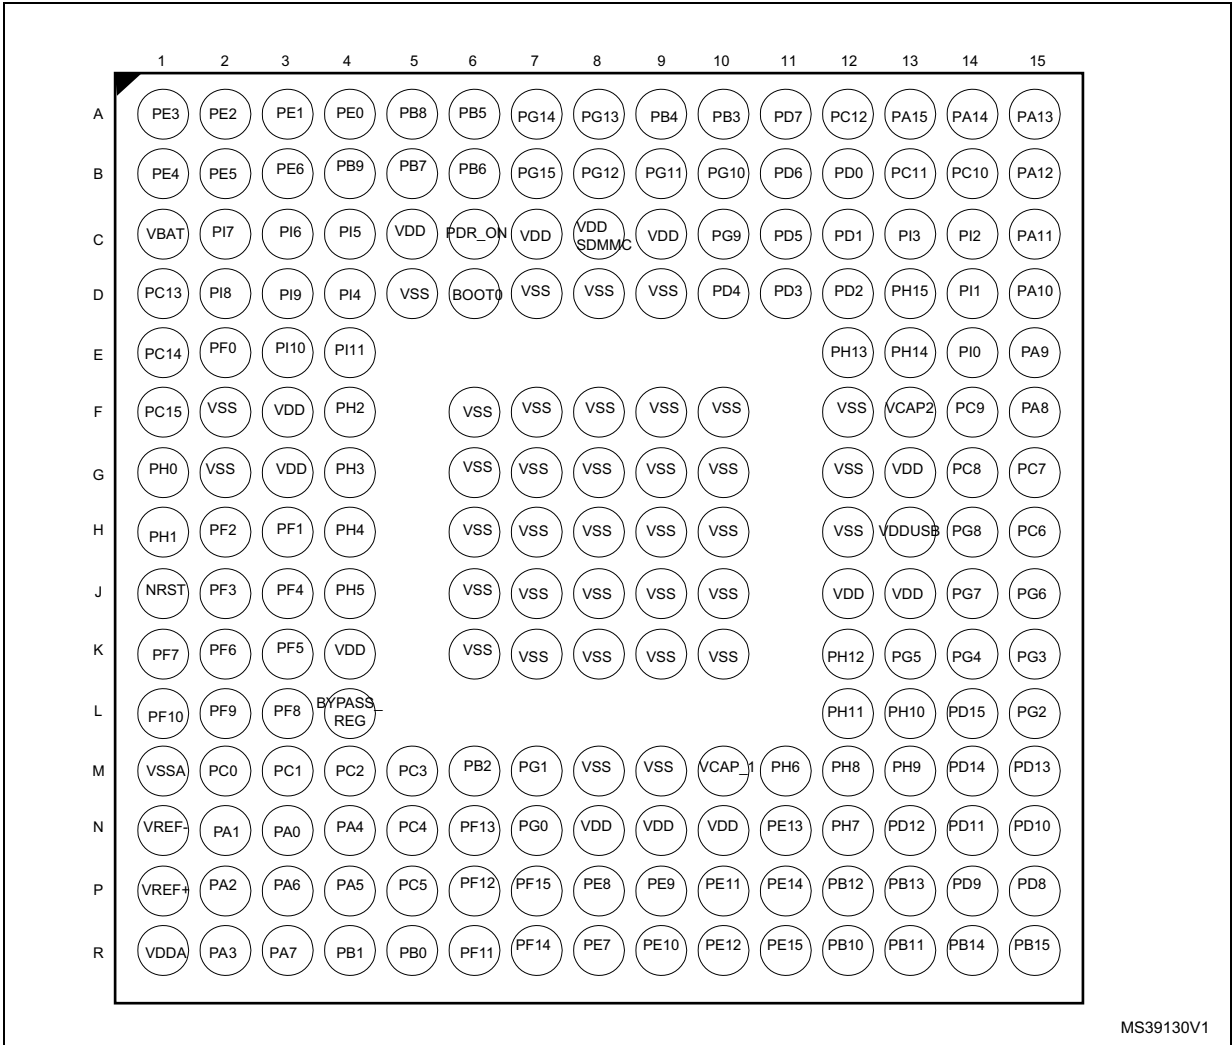 1 2 3 4 5 6 7 8 9 10 11 12 13 14 15
A PE3 PE2 PE1 PE0 PB8 PB5 PG14 PG13 PB4 PB3 PD7 PC12 PA15 PA14 PA13
B PE4 PE5 PE6 PB9 PB7 PB6 PG15 PG12 PG11 PG10 PD6 PD0 PC11 PC10 PA12
C VBAT PI7 PI6 PI5 VDD PDR_ON VDD VDD SDMMC VDD PG9 PD5 PD1 PI3 PI2 PA11
D PC13 PI8 PI9 PI4 VSS BOOT0 VSS VSS VSS PD4 PD3 PD2 PH15 PI1 PA10
E PC14 PF0 PI10 PI11 PH13 PH14 PI0 PA9
F PC15 VSS VDD PH2 VSS VSS VSS VSS VSS VSS VCAP2 PC9 PA8
G PH0 VSS VDD PH3 VSS VSS VSS VSS VSS VSS VDD PC8 PC7
H PH1 PF2 PF1 PH4 VSS VSS VSS VSS VSS VSS VDDUSB PG8 PC6
J NRST PF3 PF4 PH5 VSS VSS VSS VSS VSS VDD VDD PG7 PG6
K PF7 PF6 PF5 VDD VSS VSS VSS VSS VSS PH12 PG5 PG4 PG3
L PF10 PF9 PF8 BYPASS_ REG PH11 PH10 PD15 PG2
M VSSA PC0 PC1 PC2 PC3 PB2 PG1 VSS VSS VCAP_1 PH6 PH8 PH9 PD14 PD13
N VREF- PA1 PA0 PA4 PC4 PF13 PG0 VDD VDD VDD PE13 PH7 PD12 PD11 PD10
P VREF+ PA2 PA6 PA5 PC5 PF12 PF15 PE8 PE9 PE11 PE14 PB12 PB13 PD9 PD8
R VDDA PA3 PA7 PB1 PB0 PF11 PF14 PE7 PE10 PE12 PE15 PB10 PB11 PB14 PB15
MS39130V1